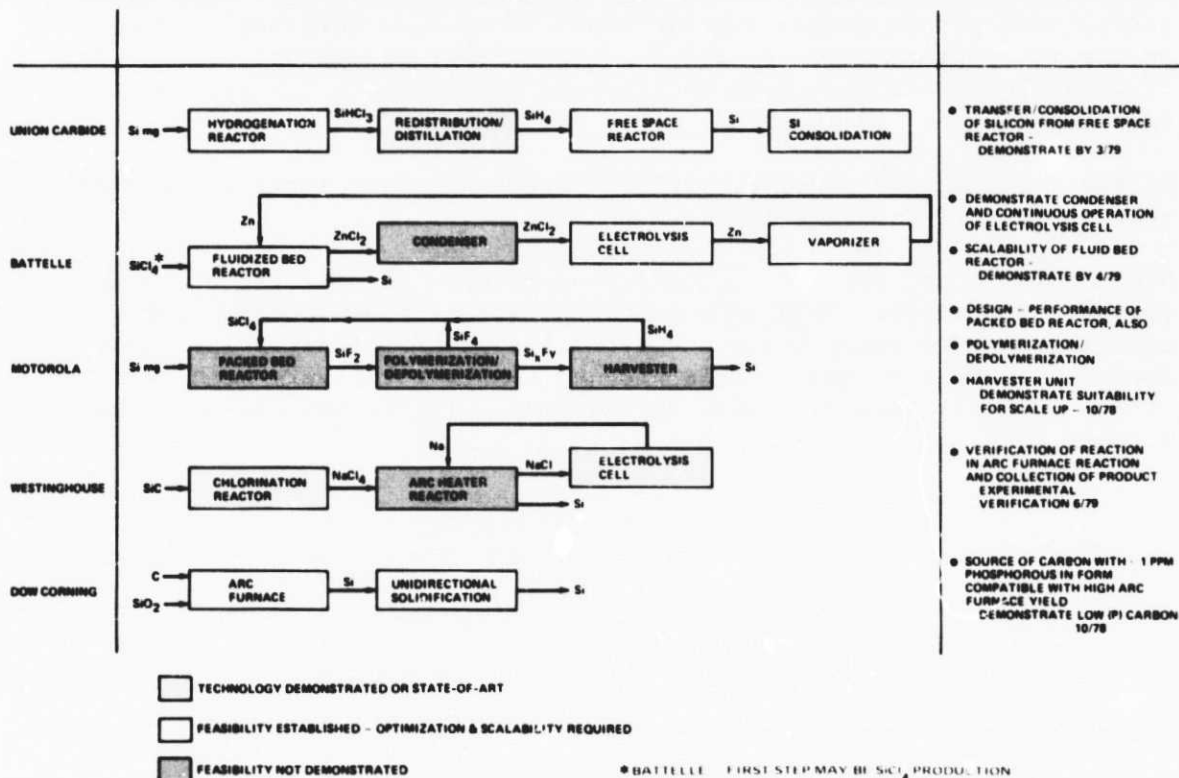 UNION CARBIDE
Si mg
HYDROGENATION
REACTOR
SiHCl3
REDISTRIBUTION/
DISTILLATION
SiH4
FREE SPACE
REACTOR
Si
SI
CONSOLIDATION
• TRANSFER/CONSOLIDATION
OF SILICON FROM FREE SPACE
REACTOR –
DEMONSTRATE BY 3/79
BATTELLE
SiCl4*
Zn
FLUIDIZED BED
REACTOR
ZnCl2
Si
CONDENSER
ZnCl2
ELECTROLYSIS
CELL
Zn
VAPORIZER
• DEMONSTRATE CONDENSER
AND CONTINUOUS OPERATION
OF ELECTROLYSIS CELL
• SCALABILITY OF FLUID BED
REACTOR –
DEMONSTRATE BY 4/79
MOTOROLA
Si mg
SiCl4
PACKED BED
REACTOR
SiF2
SiF4
POLYMERIZATION/
DEPOLYMERIZATION
SixFy
SiH4
HARVESTER
Si
• DESIGN – PERFORMANCE OF
PACKED BED REACTOR, ALSO
• POLYMERIZATION/
DEPOLYMERIZATION
• HARVESTER UNIT
DEMONSTRATE SUITABILITY
FOR SCALE UP – 10/78
WESTINGHOUSE
SiC
CHLORINATION
REACTOR
NaCl4
Na
ARC HEATER
REACTOR
NaCl
Si
ELECTROLYSIS
CELL
• VERIFICATION OF REACTION
IN ARC FURNACE REACTION
AND COLLECTION OF PRODUCT
EXPERIMENTAL
VERIFICATION 6/79
DOW CORNING
C
SiO2
ARC
FURNACE
Si
UNIDIRECTIONAL
SOLIDIFICATION
Si
• SOURCE OF CARBON WITH 1 PPM
PHOSPHOROUS IN FORM
COMPATIBLE WITH HIGH ARC
FURNACE YIELD
DEMONSTRATE LOW (P) CARBON
10/78
TECHNOLOGY DEMONSTRATED OR STATE-OF-ART
FEASIBILITY ESTABLISHED – OPTIMIZATION & SCALABILITY REQUIRED
FEASIBILITY NOT DEMONSTRATED
*BATTELLE FIRST STEP MAY BE SiCl4 PRODUCTION